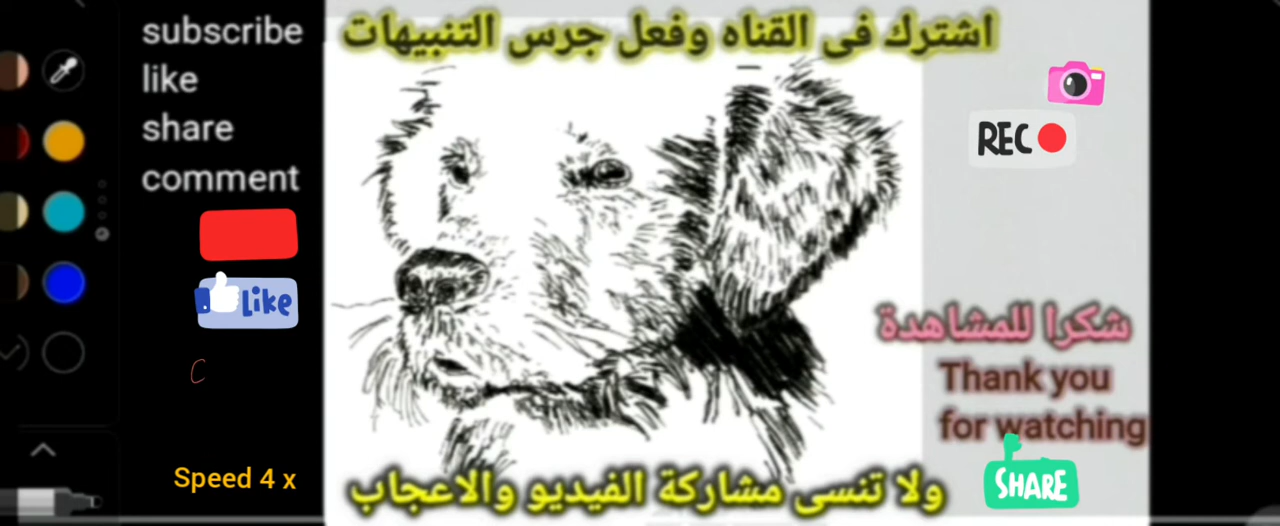 subscribe
like
share
comment
like
C
Speed 4 x
اشترك فى القناه وفعل جرس التنبيهات
REC
شكرا للمشاهدة
Thank you
for watching
SHARE
ولا تنسى مشاركة الفيديو والاعجاب